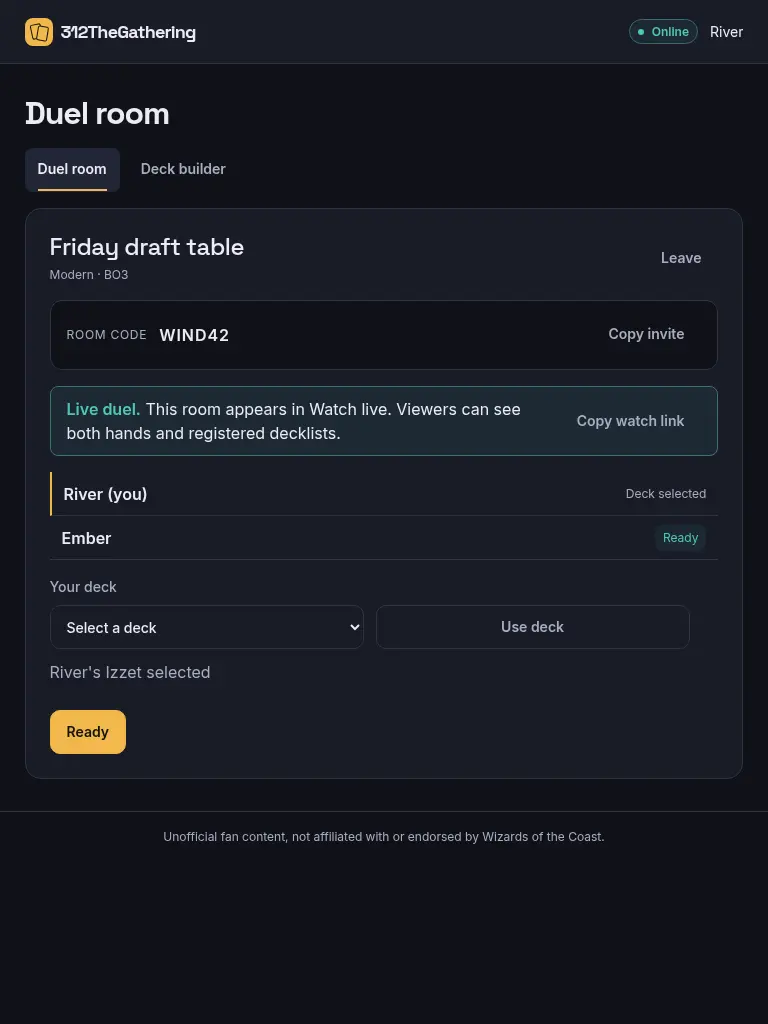 312TheGathering
Online
River
Duel room
Duel room
Deck builder
Friday draft table
Modern · BO3
Leave
ROOM CODE WIND42
Copy invite
Live duel. This room appears in Watch live. Viewers can see
both hands and registered decklists.
Copy watch link
River (you)
Deck selected
Ember
Ready
Your deck
Select a deck
Use deck
River's Izzet selected
Ready
Unofficial fan content, not affiliated with or endorsed by Wizards of the Coast.